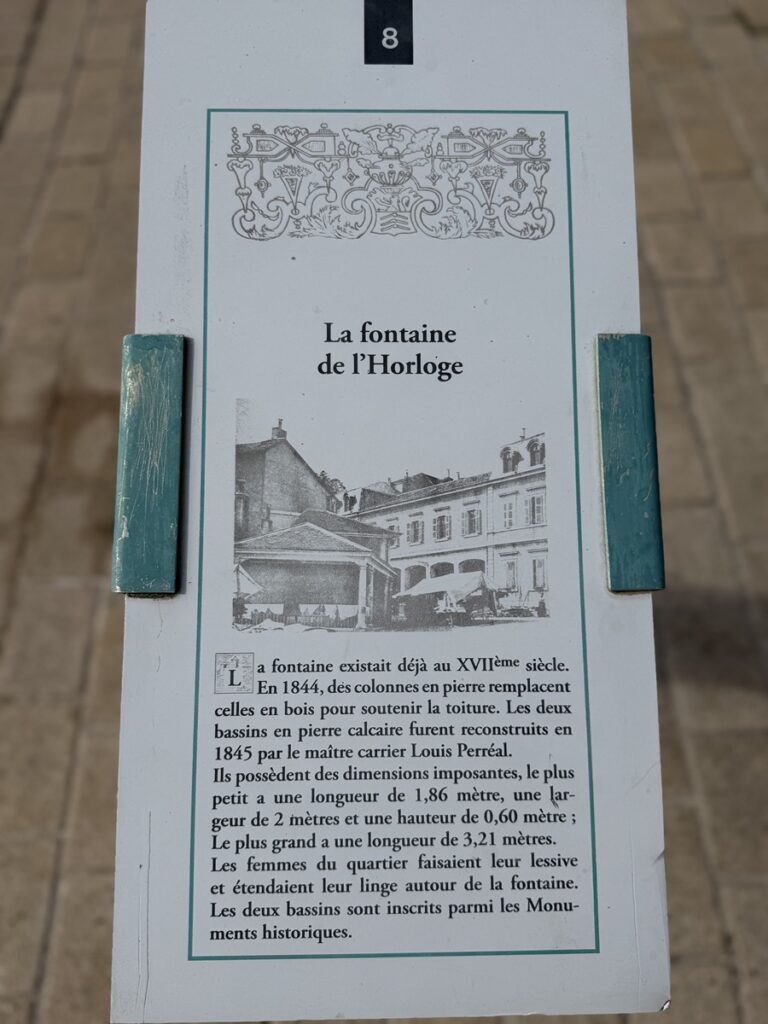 8
La fontaine
de l'Horloge
La fontaine existait déjà au XVIIème siècle.
En 1844, des colonnes en pierre remplacent
celles en bois pour soutenir la toiture. Les deux
bassins en pierre calcaire furent reconstruits en
1845 par le maître carrier Louis Perréal.
Ils possèdent des dimensions imposantes, le plus
petit a une longueur de 1,86 mètre, une lar-
geur de 2 mètres et une hauteur de 0,60 mètre ;
Le plus grand a une longueur de 3,21 mètres.
Les femmes du quartier faisaient leur lessive
et étendaient leur linge autour de la fontaine.
Les deux bassins sont inscrits parmi les Monu-
ments historiques.